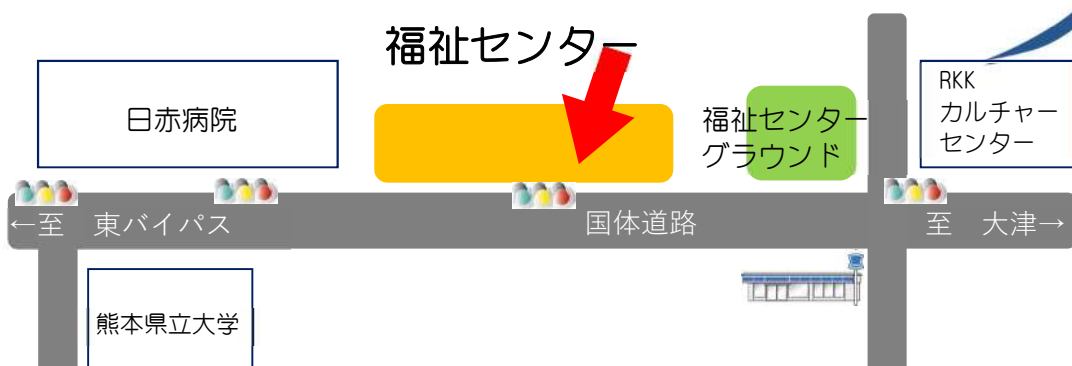 福祉センター
日赤病院
福祉センター
グラウンド
RKK
カルチャー
センター
←至 東バイパス
国体道路
至 大津→
熊本県立大学